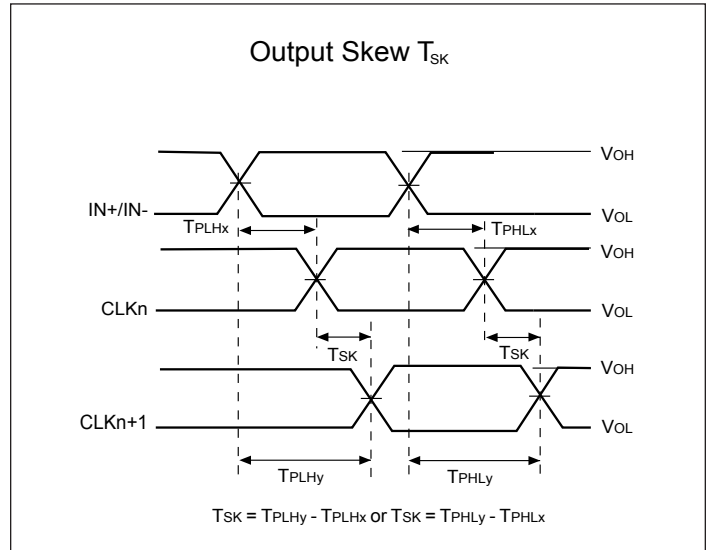 Output Skew TSK
VOH
IN+/IN-
VOL
TPLHx
TPHLx
VOH
CLKn
VOL
TSK
TSK
VOH
CLKn+1
VOL
TPLHy
TPHLy
TSK = TPLHy - TPLHx or TSK = TPHLy - TPHLx